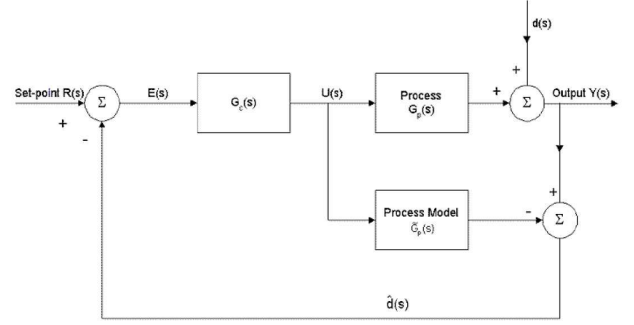 d(s)
+
Set-point R(s)
Σ
E(s)
G_c(s)
U(s)
Process
G_p(s)
+
Σ
Output Y(s)
+
-
+
Process Model
G̃_p(s)
-
Σ
d̂(s)